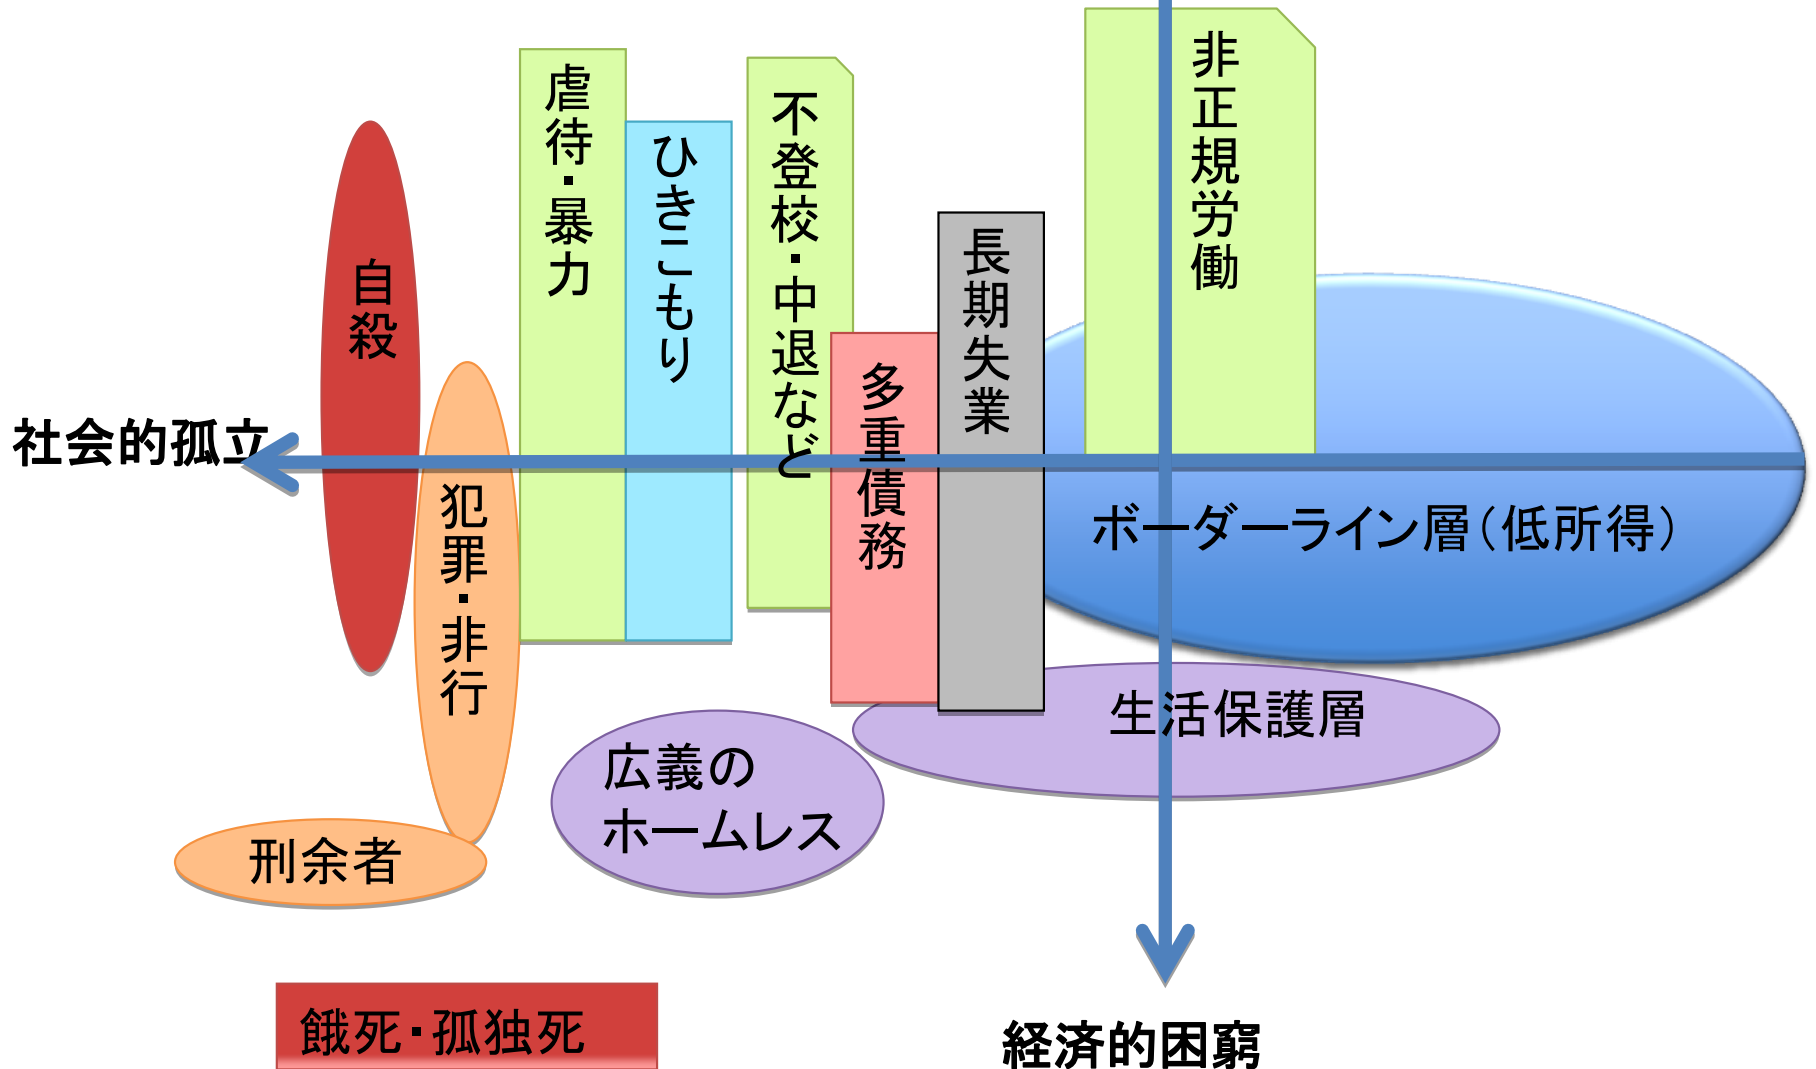 非正規労働
虐待・暴力
ひきこもり
不登校・中退など
長期失業
自殺
多重債務
社会的孤立
犯罪・非行
ボーダーライン層（低所得）
生活保護層
広義の
ホームレス
刑余者
餓死・孤独死
経済的困窮